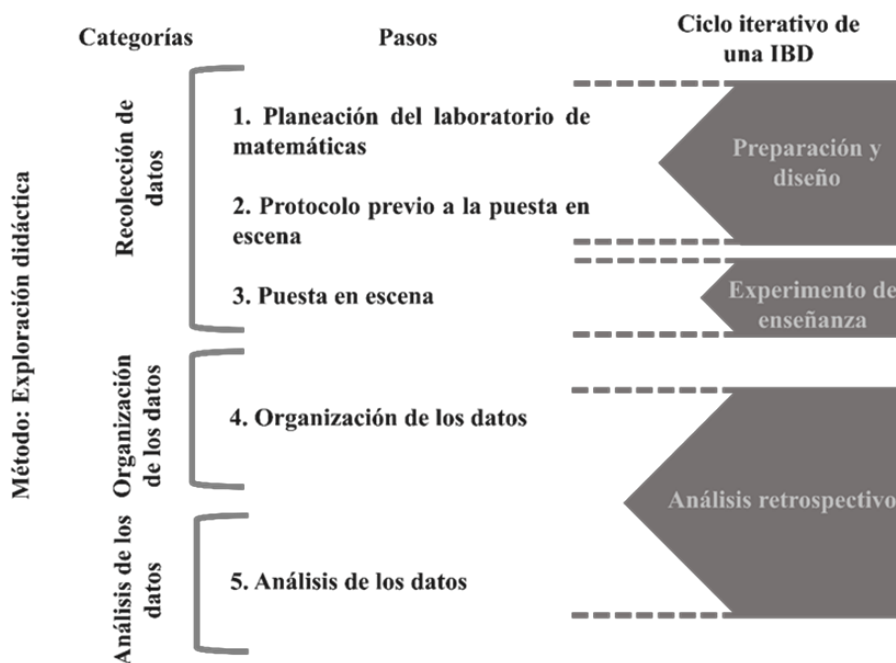 Categorías
Pasos
Ciclo iterativo de
una IBD
Método: Exploración didáctica
Recolección de
datos
1. Planeación del laboratorio de
matemáticas
2. Protocolo previo a la puesta en
escena
3. Puesta en escena
Preparación y
diseño
Experimento de
enseñanza
Organización
de los datos
4. Organización de los datos
Análisis retrospectivo
Análisis de los
datos
5. Análisis de los datos